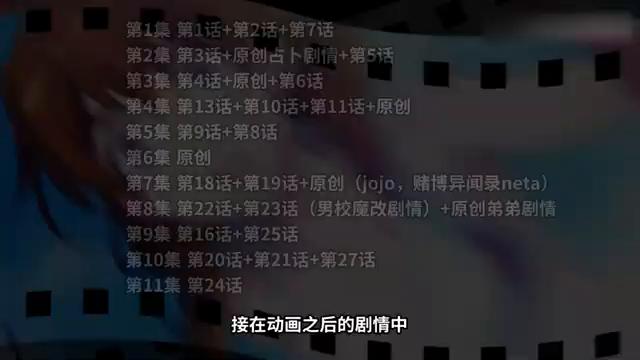 第1集 第1话+第2话+第7话
第2集 第3话+原创占卜剧情+第5话
第3集 第4话+原创+第6话
第4集 第13话+第10话+第11话+原创
第5集 第9话+第8话
第6集 原创
第7集 第18话+第19话+原创（jojo，赌博异闻录neta）
第8集 第22话+第23话（男校魔改剧情）+原创弟弟剧情
第9集 第16话+第25话
第10集 第20话+第21话+第27话
第11集 第24话
接在动画之后的剧情中